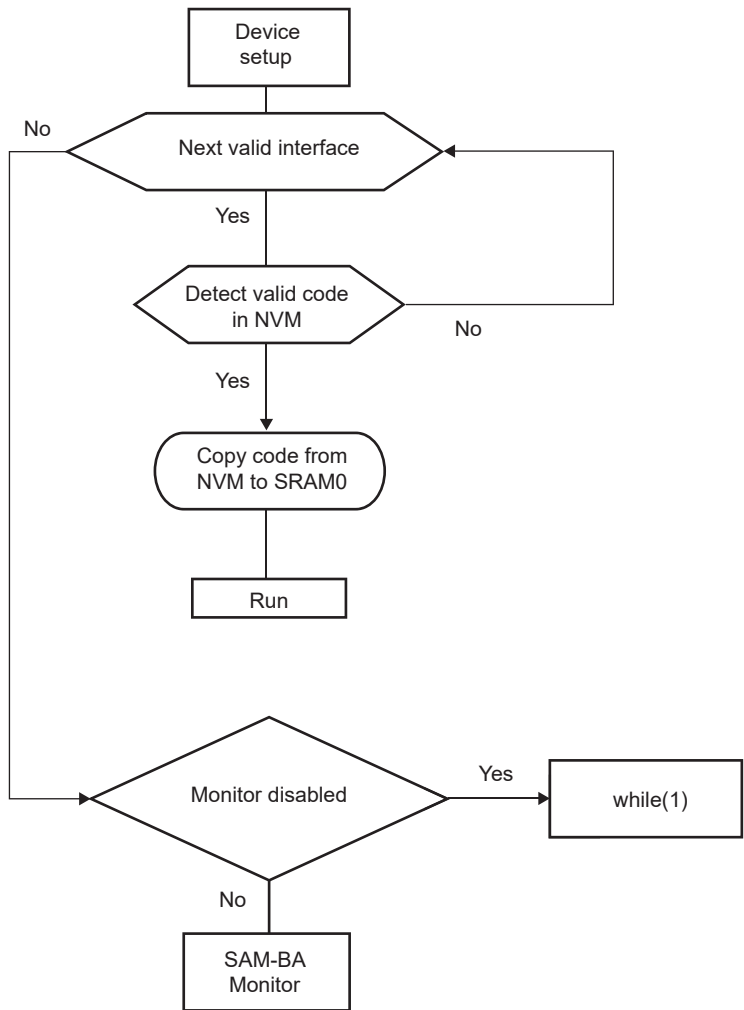 Device
setup
No
Next valid interface
Yes
Detect valid code
in NVM
No
Yes
Copy code from
NVM to SRAM0
Run
Monitor disabled
Yes
while(1)
No
SAM-BA
Monitor